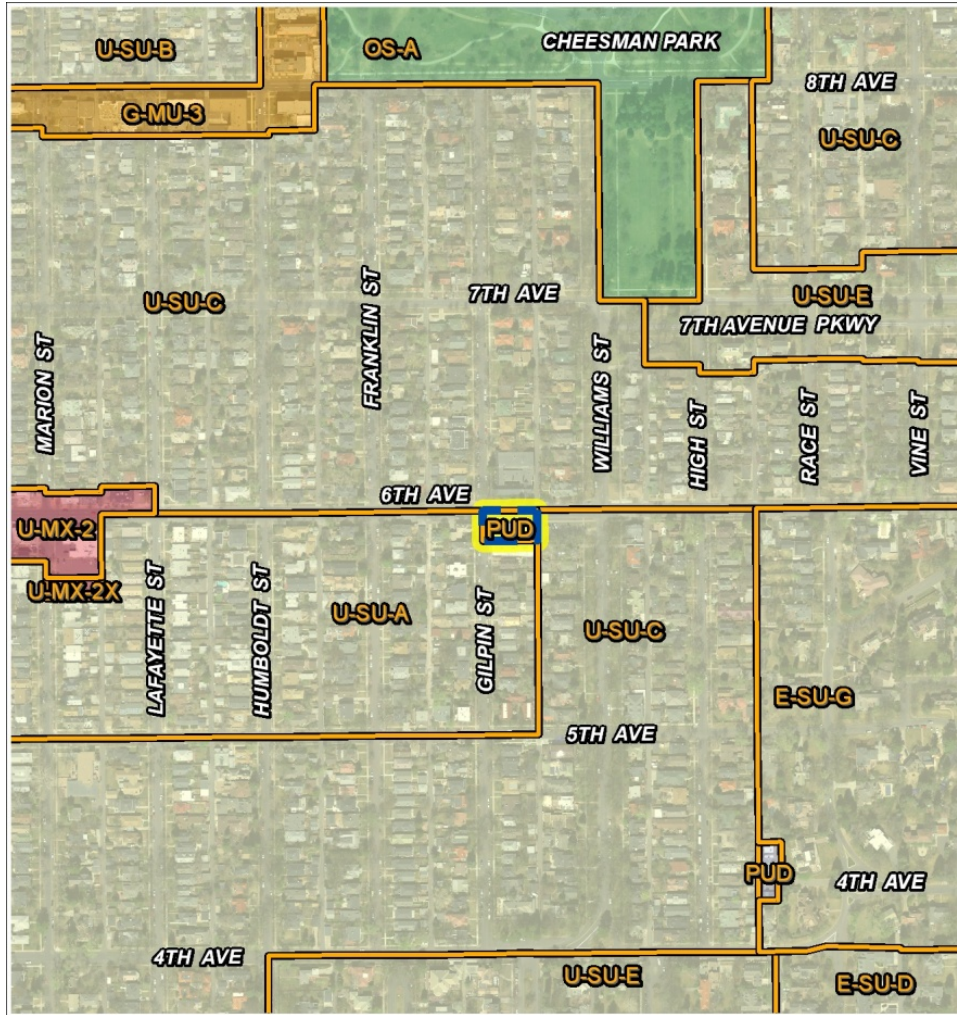 U-SU-B
OS-A
CHEESMAN PARK
8TH AVE
G-MU-3
U-SU-C
U-SU-C
FRANKLIN ST
7TH AVE
U-SU-E
7TH AVENUE PKWY
MARION ST
WILLIAMS ST
HIGH ST
RACE ST
VINE ST
6TH AVE
U-MX-2
PUD
U-MX-2X
LAFAYETTE ST
HUMBOLDT ST
U-SU-A
GILPIN ST
U-SU-C
E-SU-G
5TH AVE
PUD
4TH AVE
4TH AVE
U-SU-E
E-SU-D